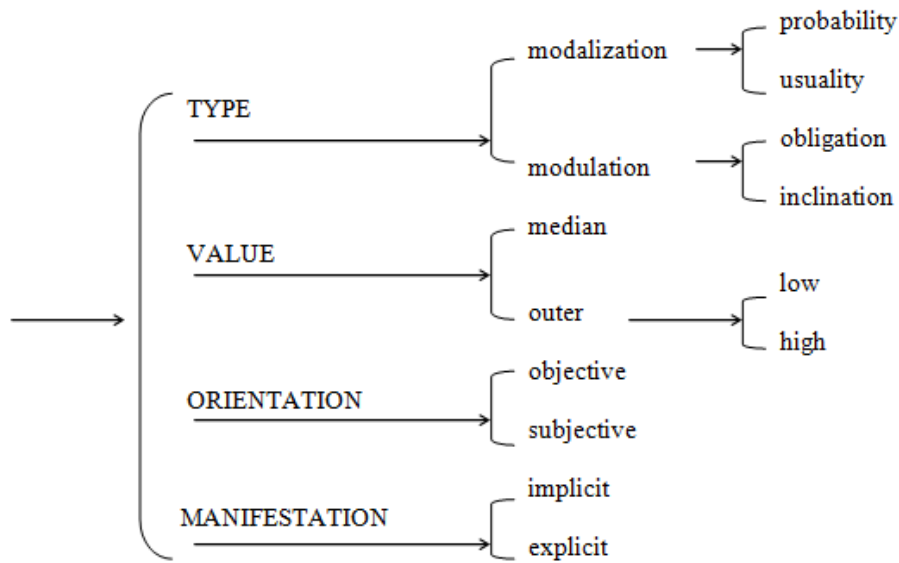 probability
modalization
usuality
TYPE
obligation
modulation
inclination
median
VALUE
low
outer
high
objective
ORIENTATION
subjective
implicit
MANIFESTATION
explicit